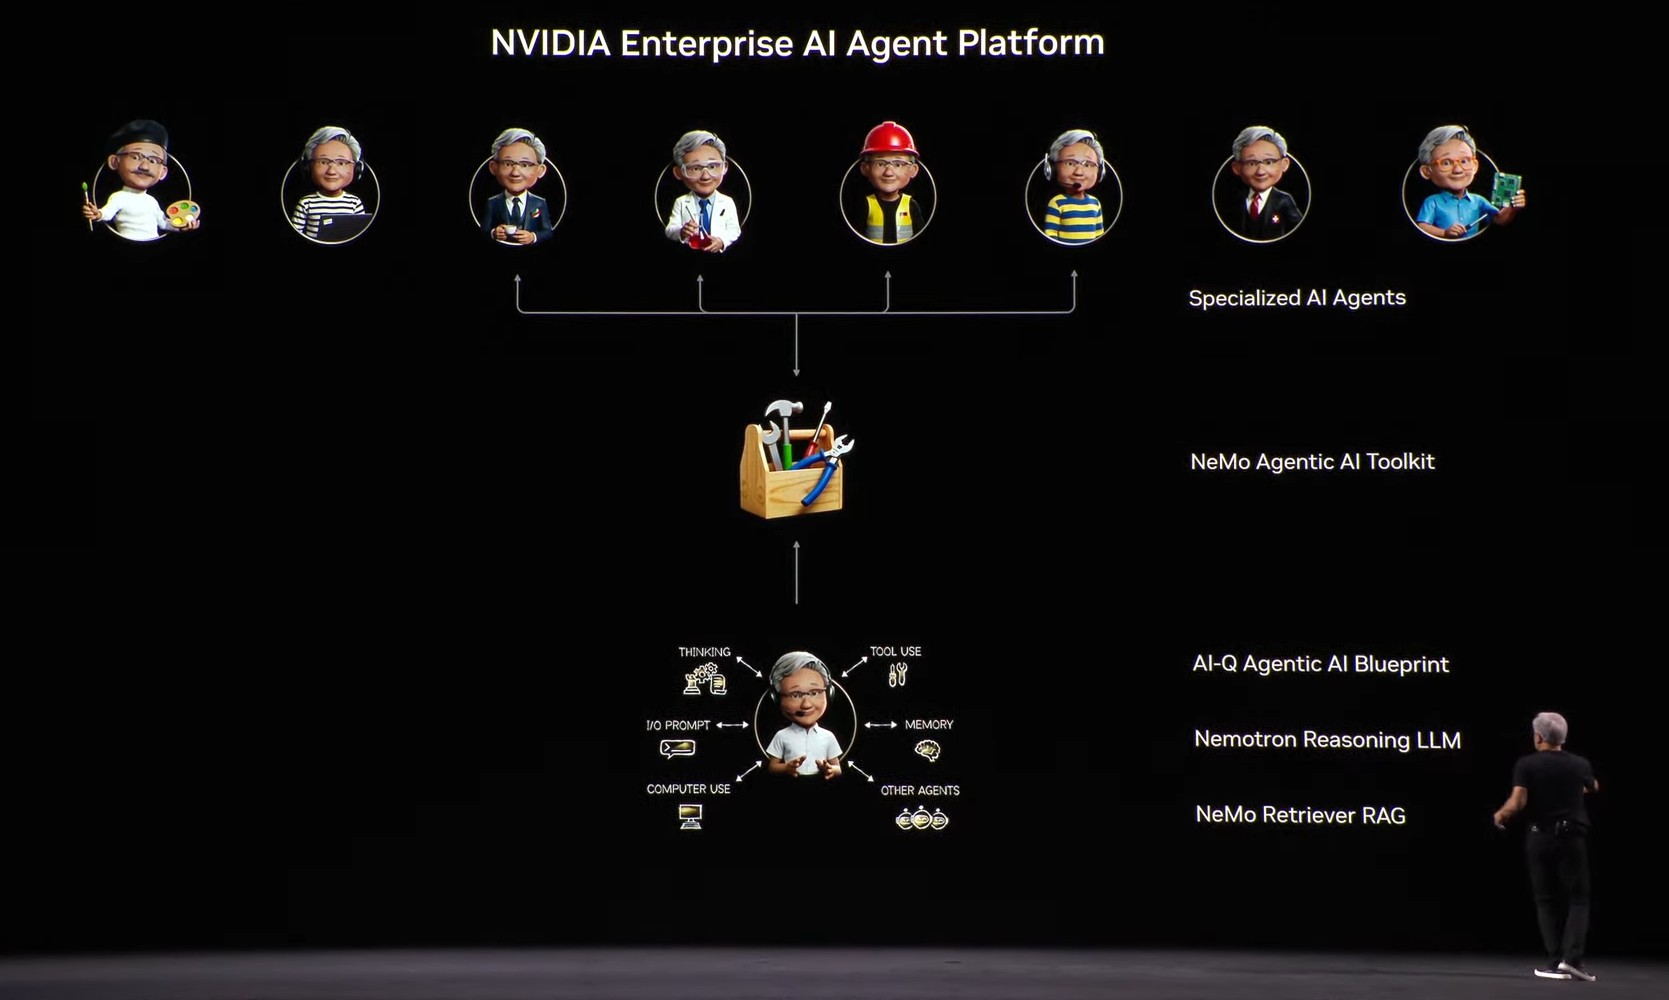 NVIDIA Enterprise AI Agent Platform
Specialized AI Agents
NeMo Agentic AI Toolkit
THINKING
TOOL USE
I/O PROMPT
MEMORY
COMPUTER USE
OTHER AGENTS
AI-Q Agentic AI Blueprint
Nemotron Reasoning LLM
NeMo Retriever RAG